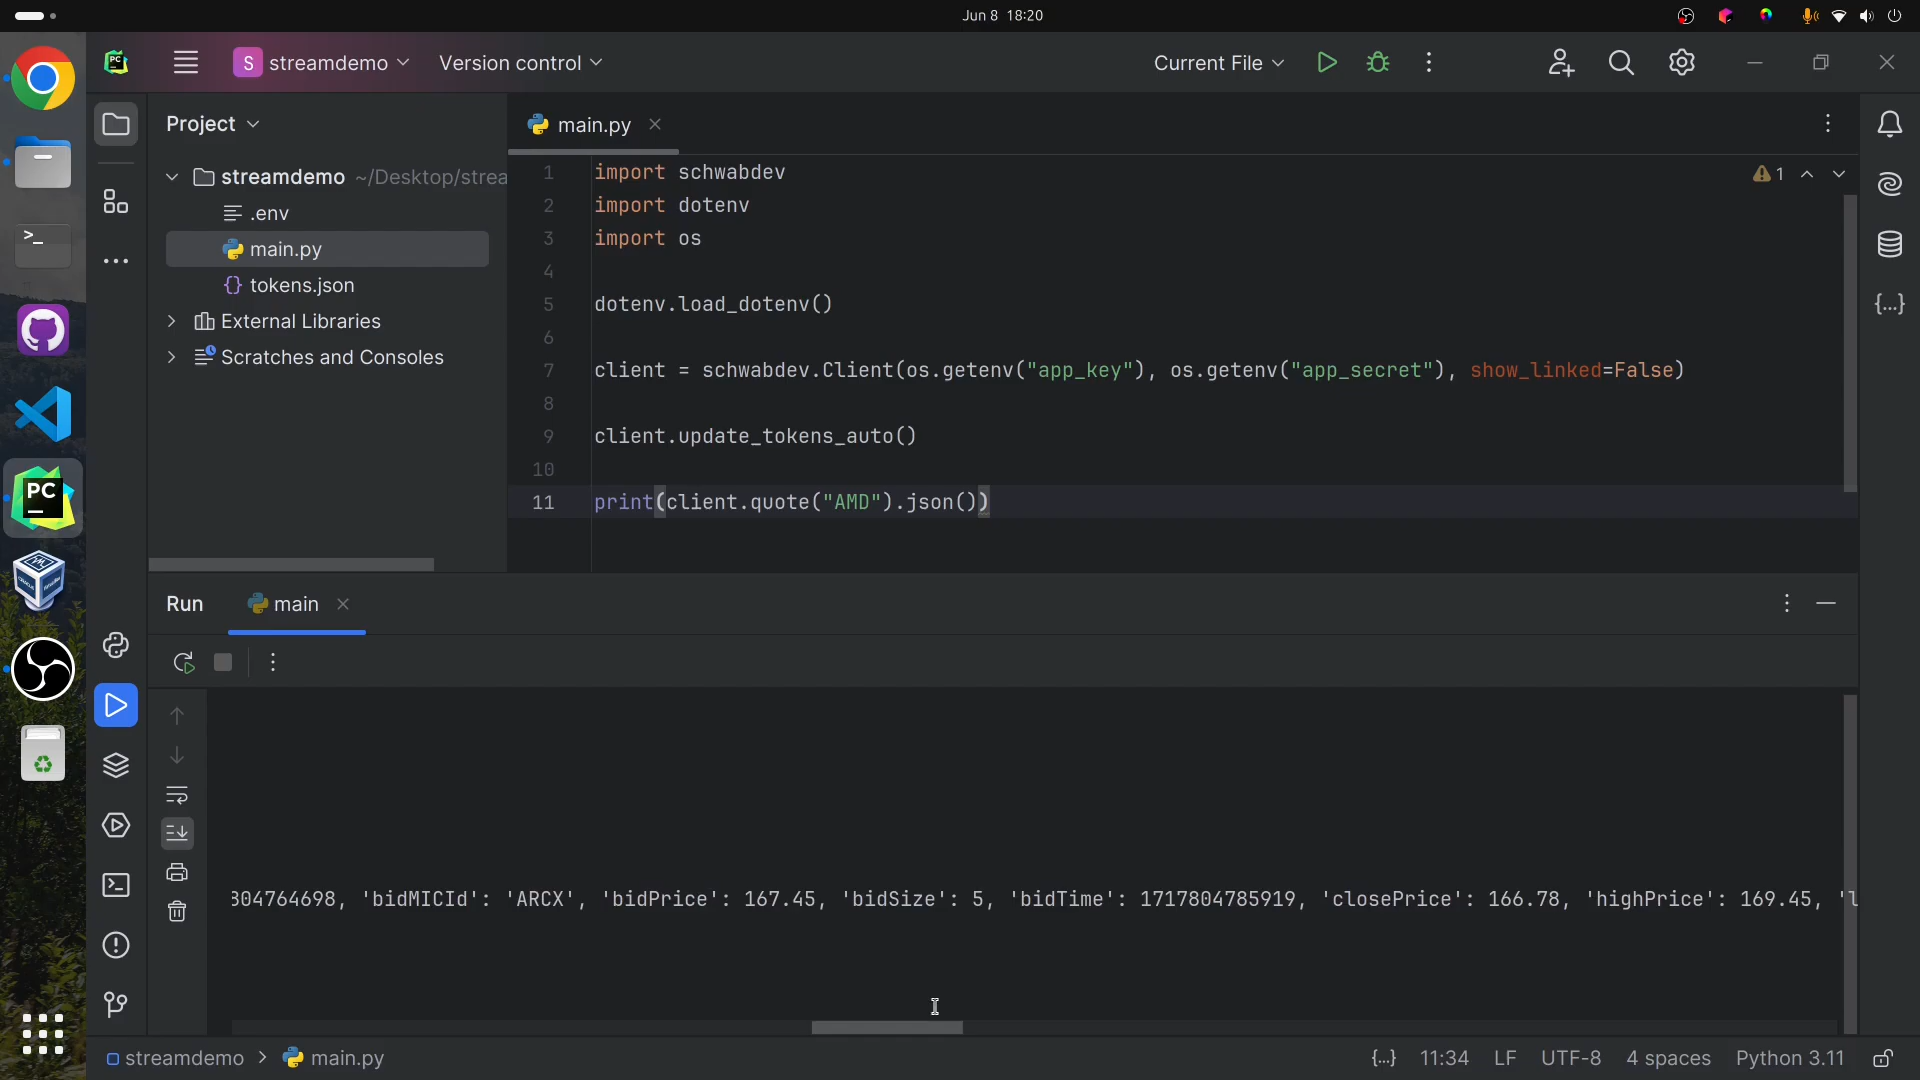 Jun 8 18:20
S streamdemo
Version control
Current File
Project
main.py
streamdemo ~/Desktop/strea
.env
main.py
tokens.json
External Libraries
Scratches and Consoles
1 import schwabdev
2 import dotenv
3 import os
4
5 dotenv.load_dotenv()
6
7 client = schwabdev.Client(os.getenv("app_key"), os.getenv("app_secret"), show_linked=False)
8
9 client.update_tokens_auto()
10
11 print(client.quote("AMD").json())
1
PC
PC
Run
main
804764698, 'bidMICId': 'ARCX', 'bidPrice': 167.45, 'bidSize': 5, 'bidTime': 1717804785919, 'closePrice': 166.78, 'highPrice': 169.45, 'l
streamdemo > main.py
{...} 11:34 LF UTF-8 4 spaces Python 3.11